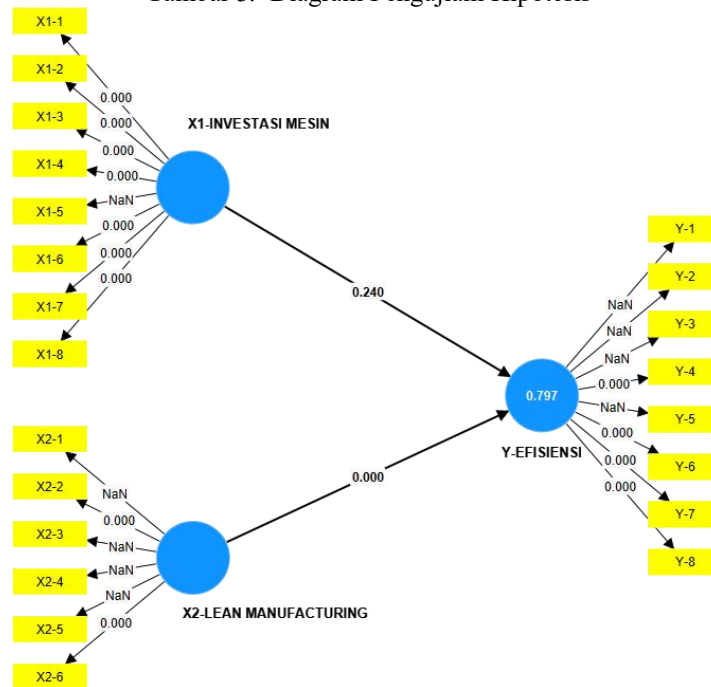 X1-1
X1-2
X1-3
X1-4
X1-5
X1-6
X1-7
X1-8
0.000
0.000
0.000
0.000
NaN
0.000
0.000
0.000
X1-INVESTASI MESIN
0.240
X2-1
X2-2
X2-3
X2-4
X2-5
X2-6
NaN
0.000
NaN
NaN
NaN
0.000
X2-LEAN MANUFACTURING
0.000
0.797
Y-EFISIENSI
NaN
NaN
NaN
0.000
NaN
0.000
0.000
0.000
Y-1
Y-2
Y-3
Y-4
Y-5
Y-6
Y-7
Y-8